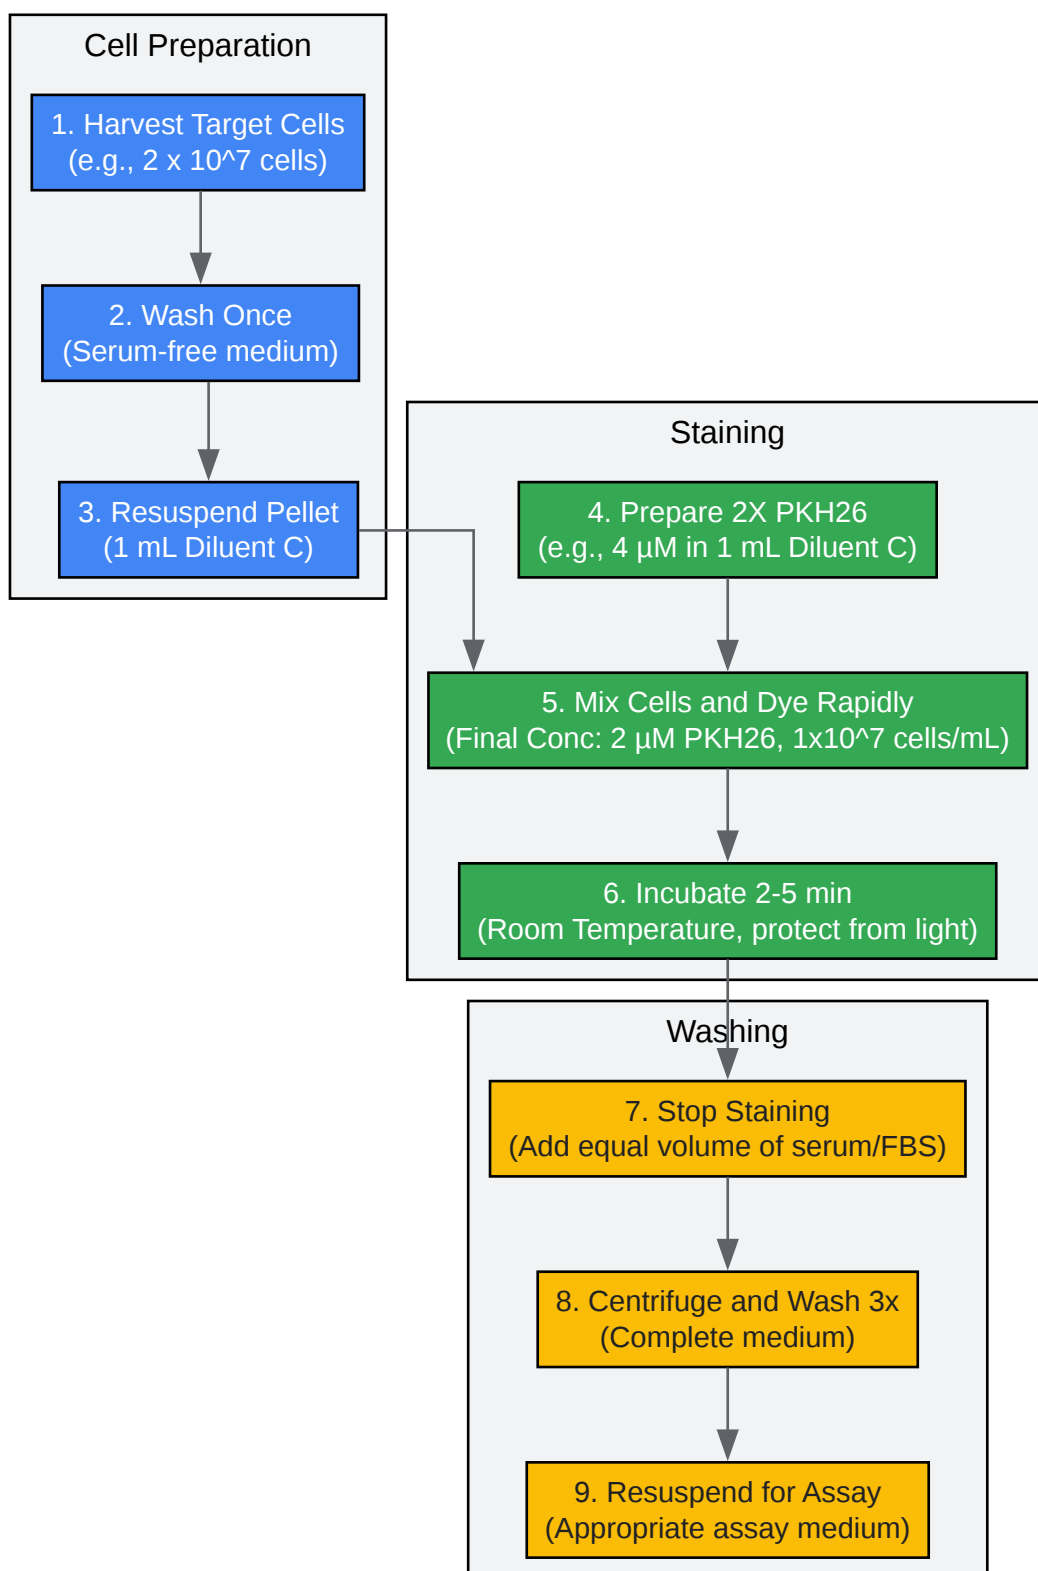 Cell Preparation
1. Harvest Target Cells
(e.g., 2 x 10^7 cells)
2. Wash Once
(Serum-free medium)
3. Resuspend Pellet
(1 mL Diluent C)
Staining
4. Prepare 2X PKH26
(e.g., 4 µM in 1 mL Diluent C)
5. Mix Cells and Dye Rapidly
(Final Conc: 2 µM PKH26, 1x10^7 cells/mL)
6. Incubate 2-5 min
(Room Temperature, protect from light)
Washing
7. Stop Staining
(Add equal volume of serum/FBS)
8. Centrifuge and Wash 3x
(Complete medium)
9. Resuspend for Assay
(Appropriate assay medium)